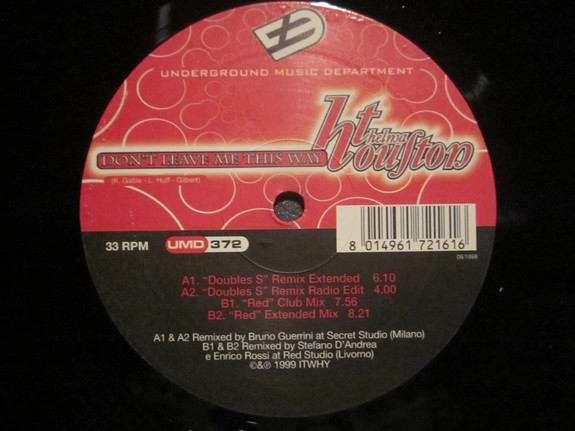 UNDERGROUND MUSIC DEPARTMENT
thelma houston
DON'T LEAVE ME THIS WAY
(K. Gable - L. Huff - Gilbert)
33 RPM UMD 372
8 014961 721616
A1. "Doubles S" Remix Extended 6.10
A2. "Doubles S" Remix Radio Edit 4.00
B1. "Red" Club Mix 7.56
B2. "Red" Extended Mix 8.21
A1 & A2 Remixed by Bruno Guerrini at Secret Studio (Milano)
B1 & B2 Remixed by Stefano D'Andrea
e Enrico Rossi at Red Studio (Livorno)
©&℗ 1999 ITWHY